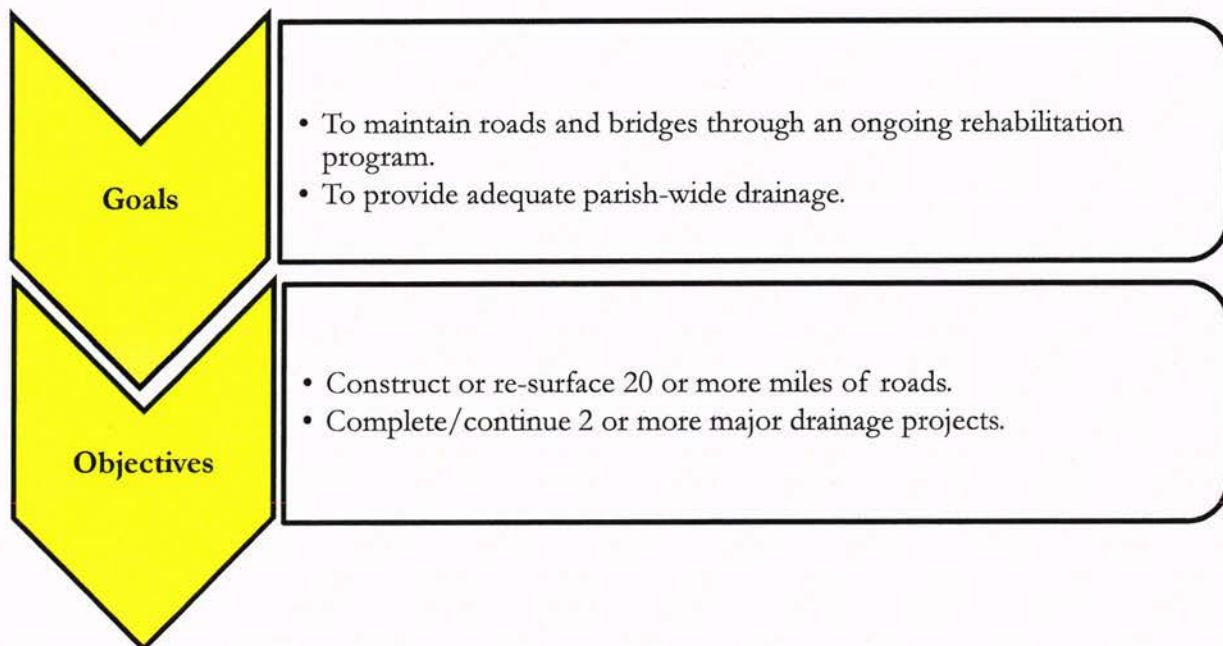 Goals
• To maintain roads and bridges through an ongoing rehabilitation
program.
• To provide adequate parish-wide drainage.
Objectives
• Construct or re-surface 20 or more miles of roads.
• Complete/continue 2 or more major drainage projects.